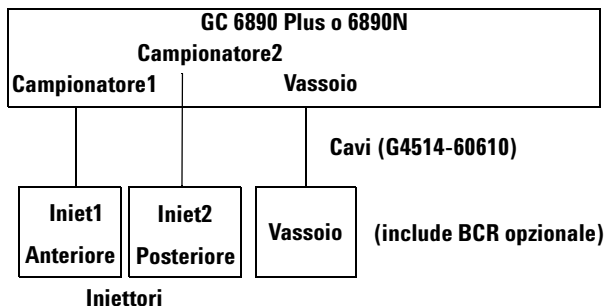 GC 6890 Plus o 6890N
Campionatore2
Campionatore1
Vassoio
Cavi (G4514-60610)
Iniet1
Anteriore
Iniet2
Posteriore
Vassoio
(include BCR opzionale)
Iniettori